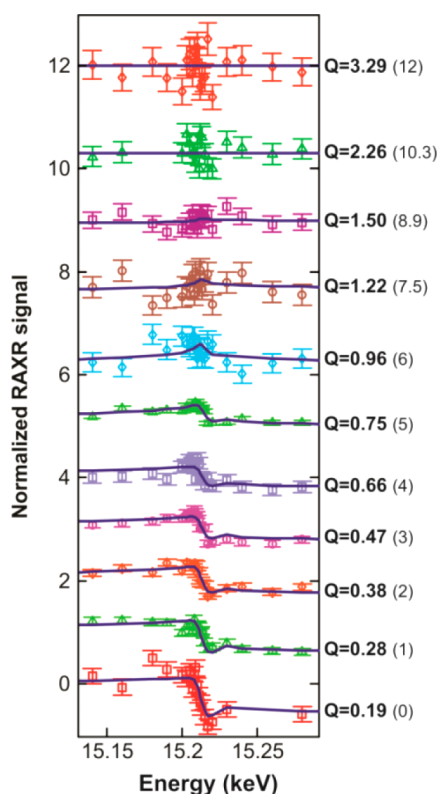 Normalized RAXR signal
12
10
8
6
4
2
0
Q=3.29 (12)
Q=2.26 (10.3)
Q=1.50 (8.9)
Q=1.22 (7.5)
Q=0.96 (6)
Q=0.75 (5)
Q=0.66 (4)
Q=0.47 (3)
Q=0.38 (2)
Q=0.28 (1)
Q=0.19 (0)
15.15 15.2 15.25
Energy (keV)